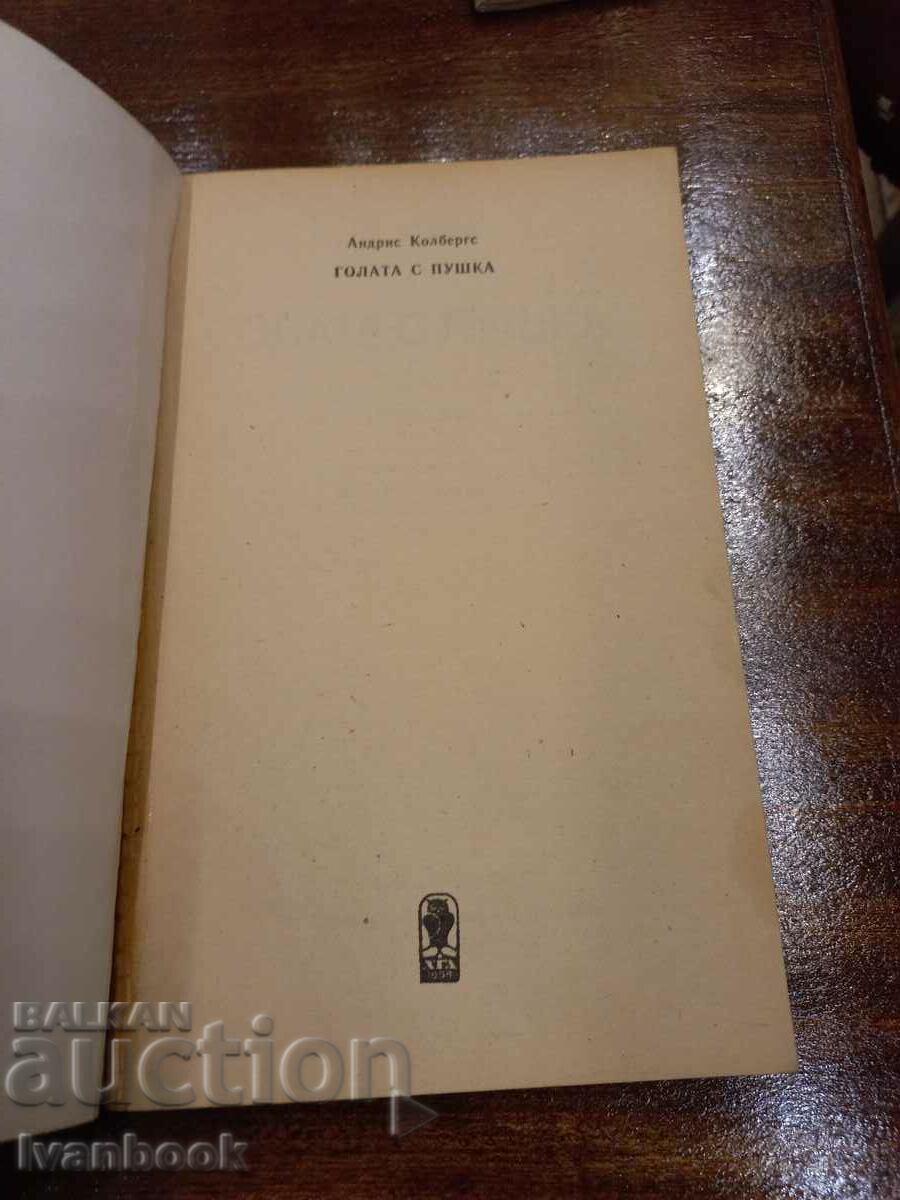 Андрис Колбергс
ГОЛАТА С ПУШКА
BALKAN
auction
Ivanbook